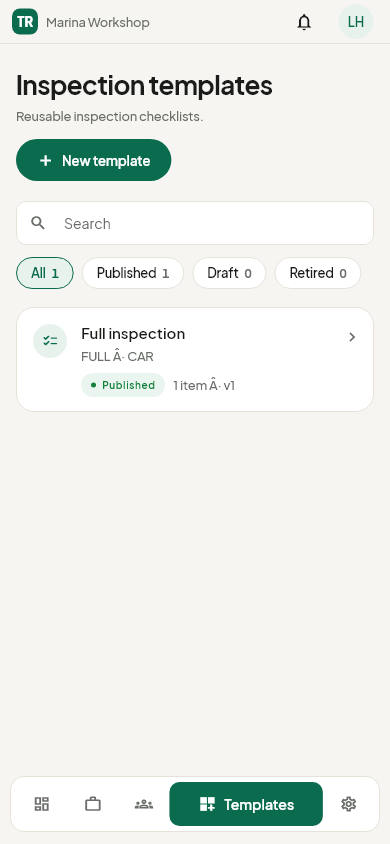 TR Marina Workshop LH
Inspection templates
Reusable inspection checklists.
+ New template
Search
All 1 Published 1 Draft 0 Retired 0
Full inspection
FULL Â· CAR
Published 1 item Â· v1
Templates